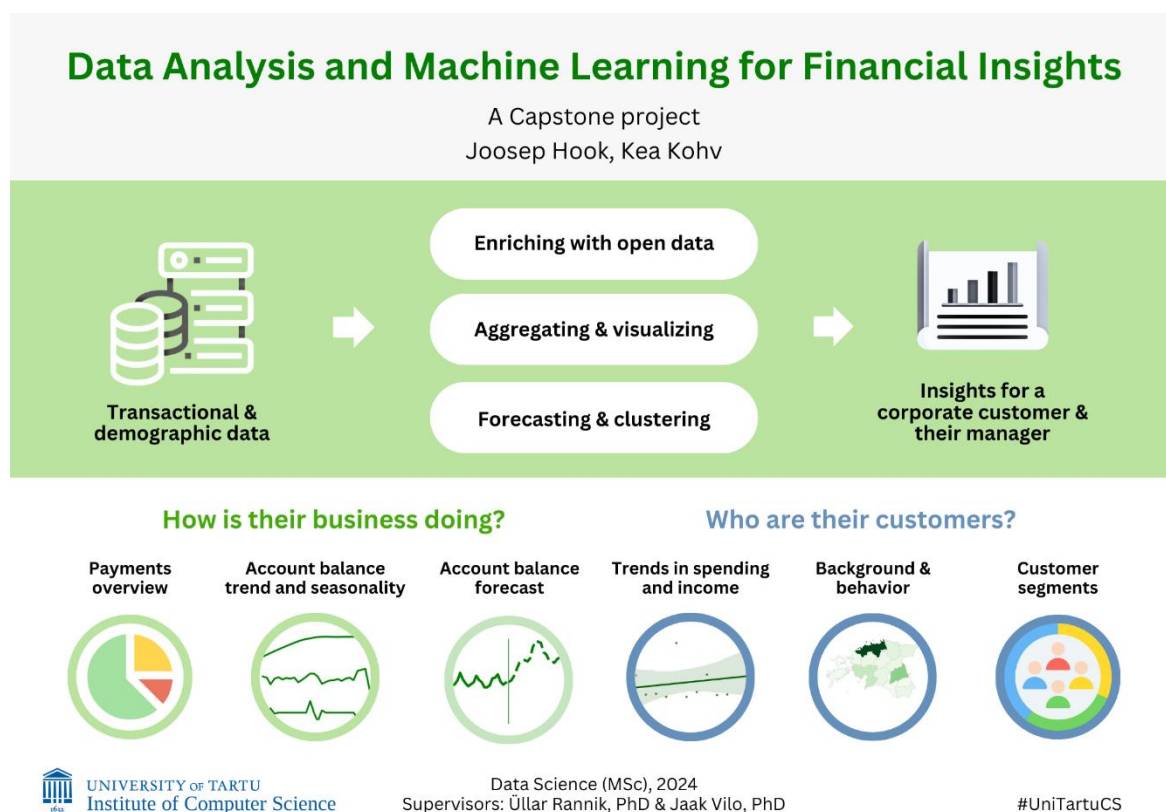 Data Analysis and Machine Learning for Financial Insights
A Capstone project
Joosep Hook, Kea Kohv
Transactional &
demographic data
Enriching with open data
Aggregating & visualizing
Forecasting & clustering
Insights for a
corporate customer &
their manager
How is their business doing?
Payments
overview
Account balance
trend and seasonality
Account balance
forecast
Who are their customers?
Trends in spending
and income
Background &
behavior
Customer
segments
1632
UNIVERSITY OF TARTU
Institute of Computer Science
Data Science (MSc), 2024
Supervisors: Üllar Rannik, PhD & Jaak Vilo, PhD
#UniTartuCS